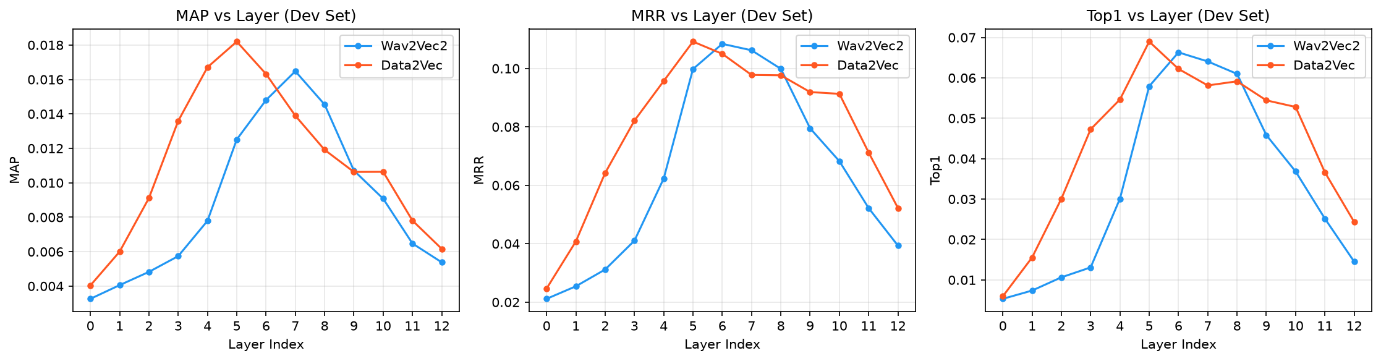 MAP vs Layer (Dev Set)
MAP
0.018
0.016
0.014
0.012
0.010
0.008
0.006
0.004
Wav2Vec2
Data2Vec
0 1 2 3 4 5 6 7 8 9 10 11 12
Layer Index
MRR vs Layer (Dev Set)
MRR
0.10
0.08
0.06
0.04
0.02
Wav2Vec2
Data2Vec
0 1 2 3 4 5 6 7 8 9 10 11 12
Layer Index
Top1 vs Layer (Dev Set)
Top1
0.07
0.06
0.05
0.04
0.03
0.02
0.01
Wav2Vec2
Data2Vec
0 1 2 3 4 5 6 7 8 9 10 11 12
Layer Index